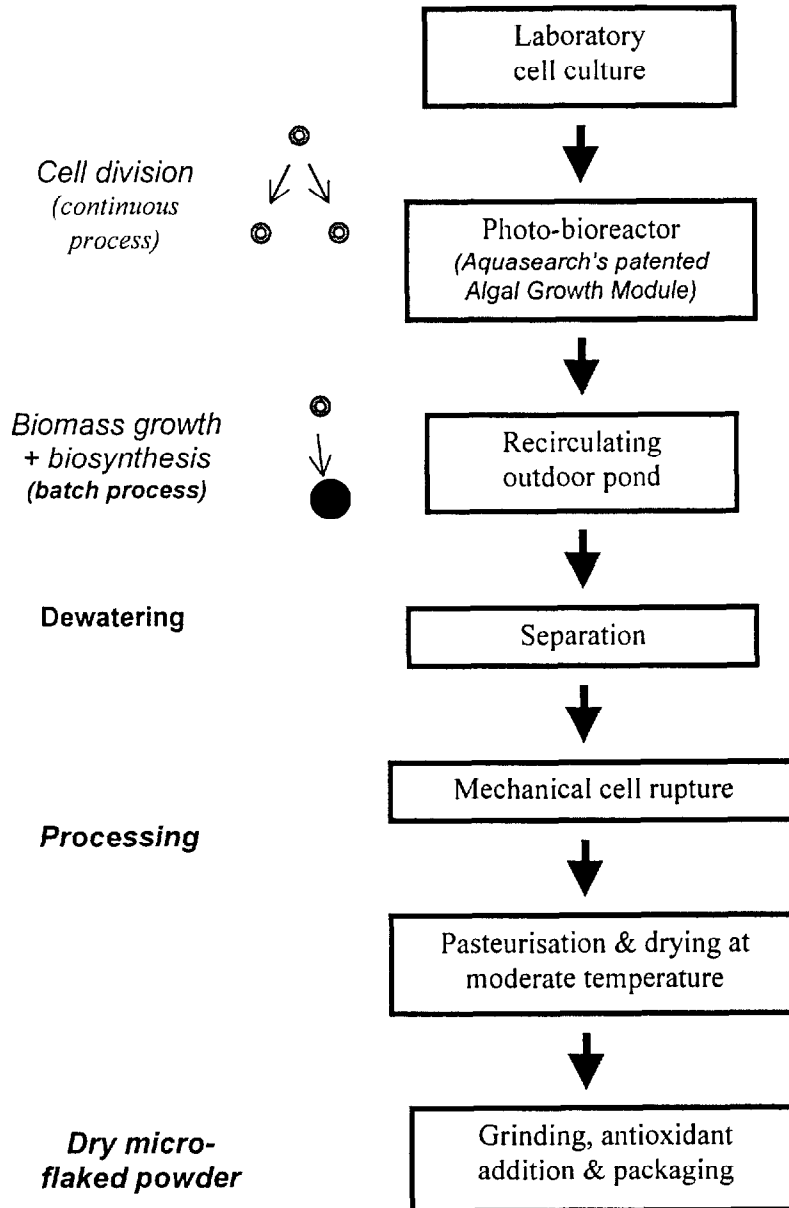 Laboratory
cell culture
Cell division
(continuous
process)
Photo-bioreactor
(Aquasearch's patented
Algal Growth Module)
Biomass growth
+ biosynthesis
(batch process)
Recirculating
outdoor pond
Dewatering
Separation
Mechanical cell rupture
Processing
Pasteurisation & drying at
moderate temperature
Dry micro-
flaked powder
Grinding, antioxidant
addition & packaging